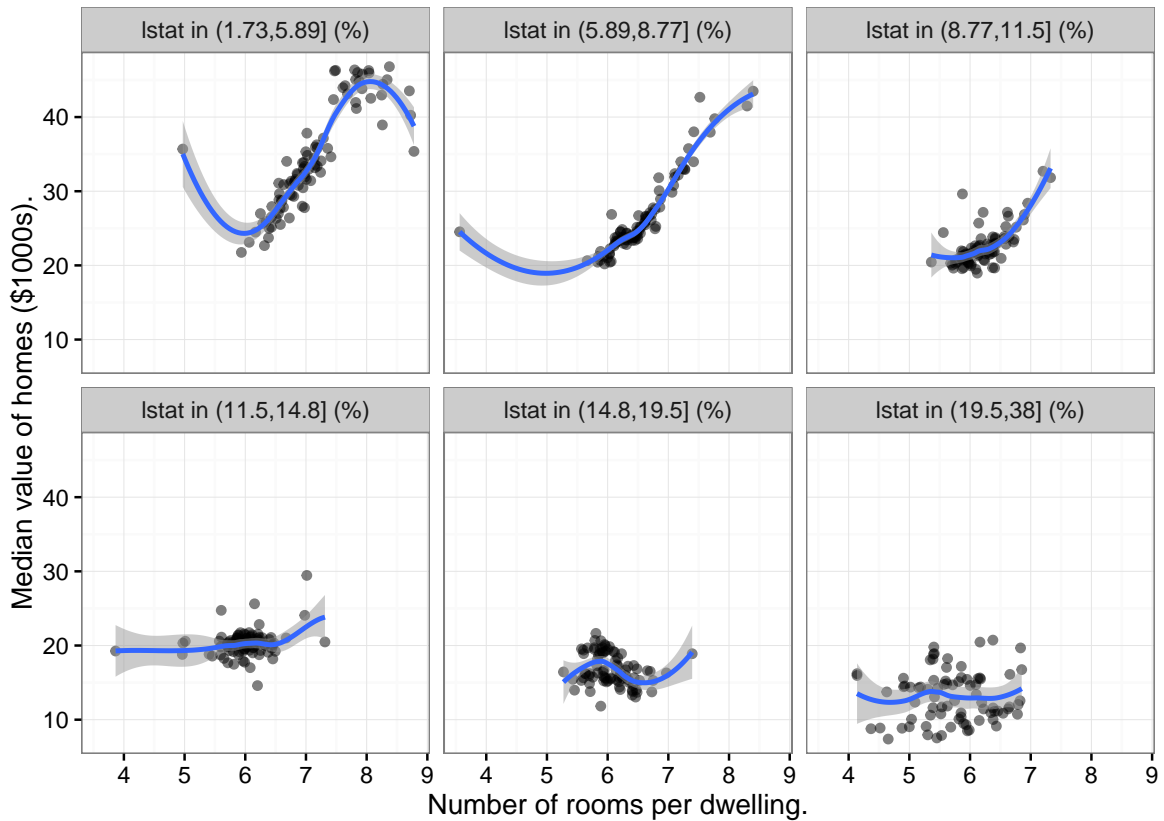 lstat in (1.73,5.89] (%)
lstat in (5.89,8.77] (%)
lstat in (8.77,11.5] (%)
40
30
20
10
lstat in (11.5,14.8] (%)
lstat in (14.8,19.5] (%)
lstat in (19.5,38] (%)
40
30
20
10
4 5 6 7 8 9
4 5 6 7 8 9
4 5 6 7 8 9
Number of rooms per dwelling.
Median value of homes ($1000s).